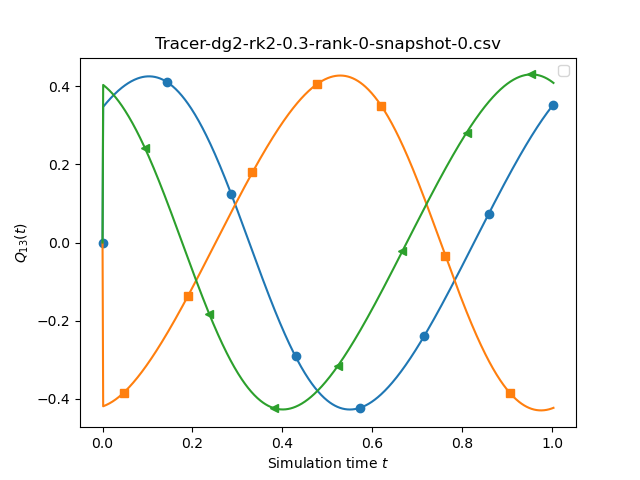 Tracer-dg2-rk2-0.3-rank-0-snapshot-0.csv
0.4
0.2
0.0
−0.2
−0.4
Q13(t)
0.0 0.2 0.4 0.6 0.8 1.0
Simulation time t